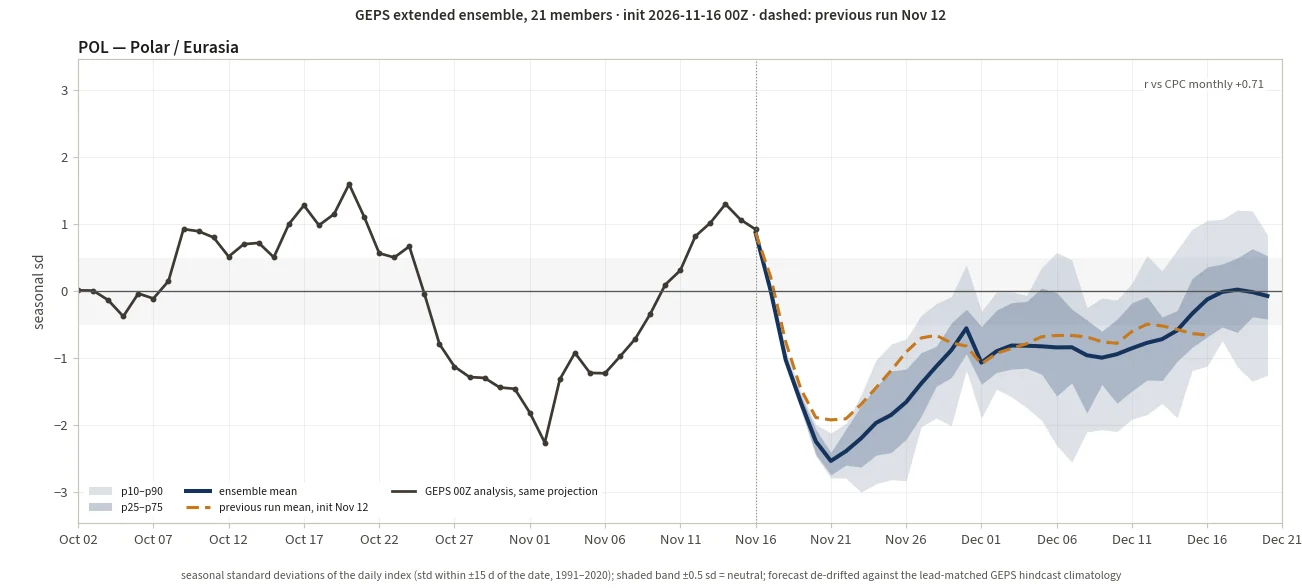 GEPS extended ensemble, 21 members · init 2026-11-16 00Z · dashed: previous run Nov 12
POL — Polar / Eurasia
r vs CPC monthly +0.71
seasonal sd
3
2
1
0
−1
−2
−3
p10–p90
ensemble mean
GEPS 00Z analysis, same projection
p25–p75
previous run mean, init Nov 12
Oct 02
Oct 07
Oct 12
Oct 17
Oct 22
Oct 27
Nov 01
Nov 06
Nov 11
Nov 16
Nov 21
Nov 26
Dec 01
Dec 06
Dec 11
Dec 16
Dec 21
seasonal standard deviations of the daily index (std within ±15 d of the date, 1991–2020); shaded band ±0.5 sd = neutral; forecast de-drifted against the lead-matched GEPS hindcast climatology